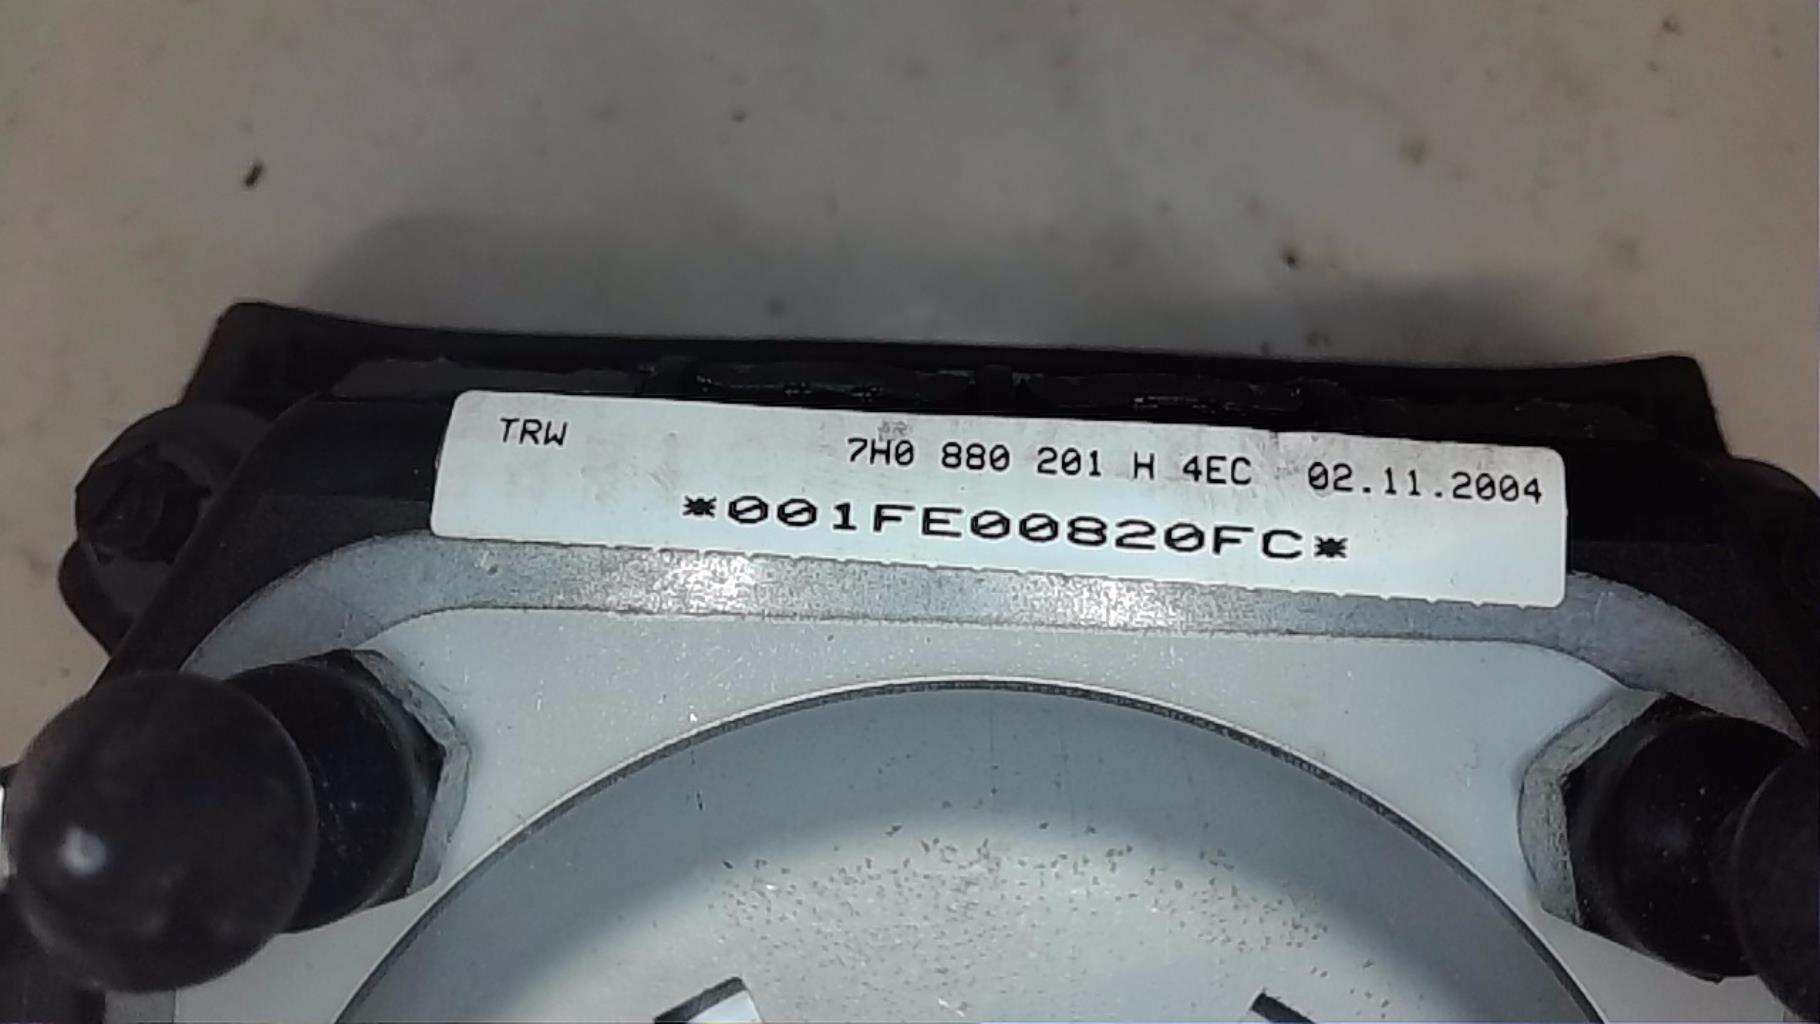 TRW 7H0 880 201 H 4EC 02.11.2004
*001FE00820FC*